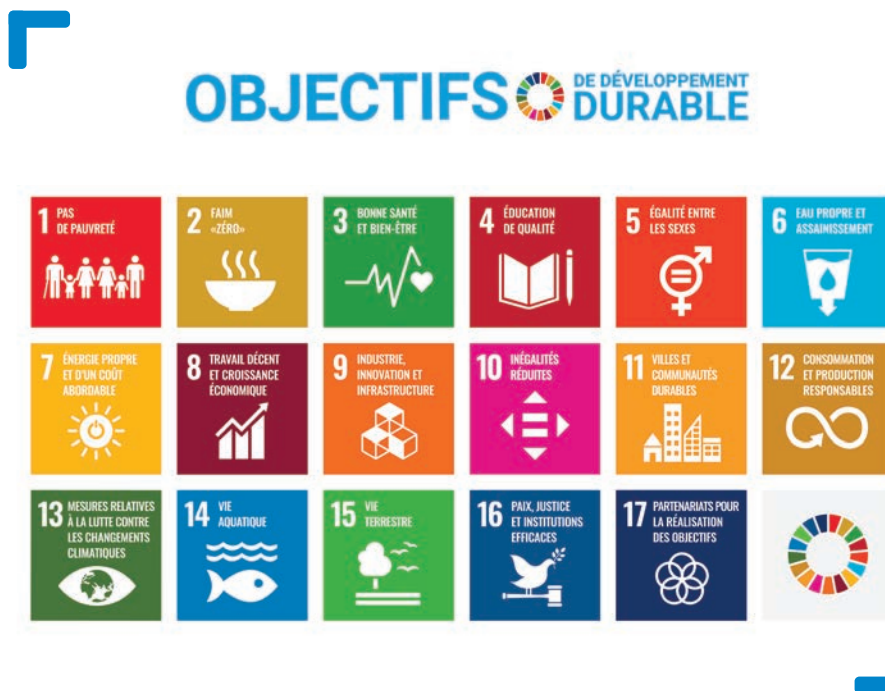 OBJECTIFS DE DÉVELOPPEMENT
DURABLE
1 PAS
DE PAUVRETÉ
2 FAIM
«ZÉRO»
3 BONNE SANTÉ
ET BIEN-ÊTRE
4 ÉDUCATION
DE QUALITÉ
5 ÉGALITÉ ENTRE
LES SEXES
6 EAU PROPRE ET
ASSAINISSEMENT
7 ÉNERGIE PROPRE
ET D'UN COÛT
ABORDABLE
8 TRAVAIL DÉCENT
ET CROISSANCE
ÉCONOMIQUE
9 INDUSTRIE,
INNOVATION ET
INFRASTRUCTURE
10 INÉGALITÉS
RÉDUITES
11 VILLES ET
COMMUNAUTÉS
DURABLES
12 CONSOMMATION
ET PRODUCTION
RESPONSABLES
13 MESURES RELATIVES
À LA LUTTE CONTRE
LES CHANGEMENTS
CLIMATIQUES
14 VIE
AQUATIQUE
15 VIE
TERRESTRE
16 PAIX, JUSTICE
ET INSTITUTIONS
EFFICACES
17 PARTENARIATS POUR
LA RÉALISATION
DES OBJECTIFS